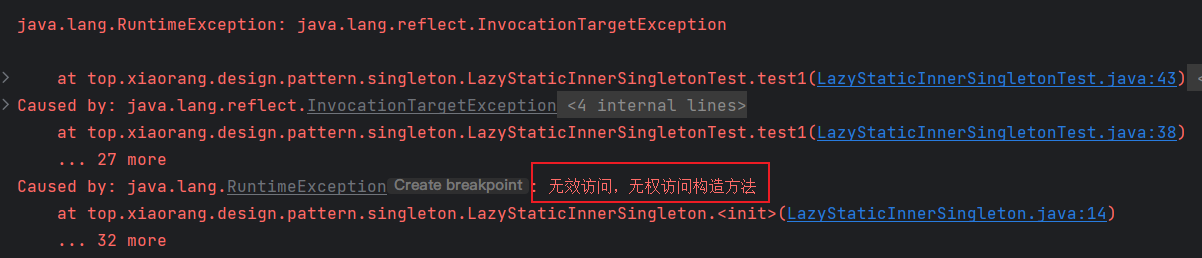 java.lang.RuntimeException: java.lang.reflect.InvocationTargetException
at top.xiaorang.design.pattern.singleton.LazyStaticInnerSingletonTest.test1(LazyStaticInnerSingletonTest.java:43) <
Caused by: java.lang.reflect.InvocationTargetException <4 internal lines>
at top.xiaorang.design.pattern.singleton.LazyStaticInnerSingletonTest.test1(LazyStaticInnerSingletonTest.java:38)
... 27 more
Caused by: java.lang.RuntimeException Create breakpoint : 无效访问，无权访问构造方法
at top.xiaorang.design.pattern.singleton.LazyStaticInnerSingleton.<init>(LazyStaticInnerSingleton.java:14)
... 32 more